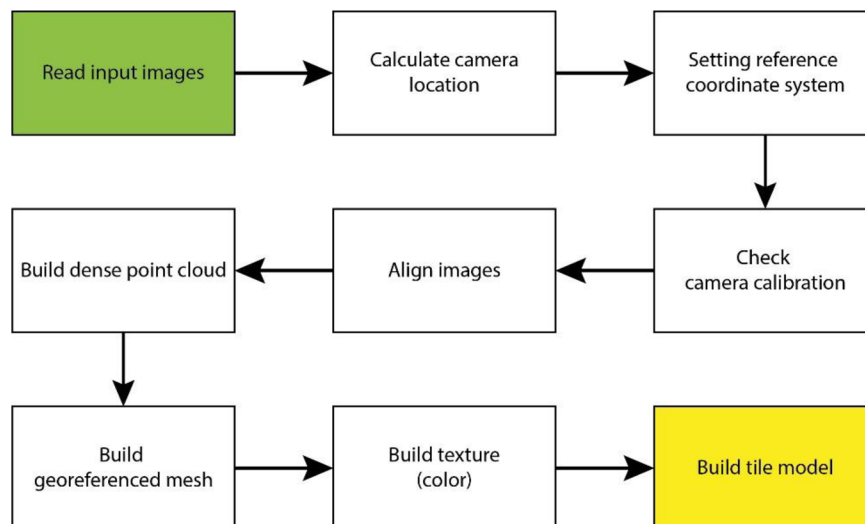 Read input images
Calculate camera
location
Setting reference
coordinate system
Check
camera calibration
Align images
Build dense point cloud
Build
georeferenced mesh
Build texture
(color)
Build tile model